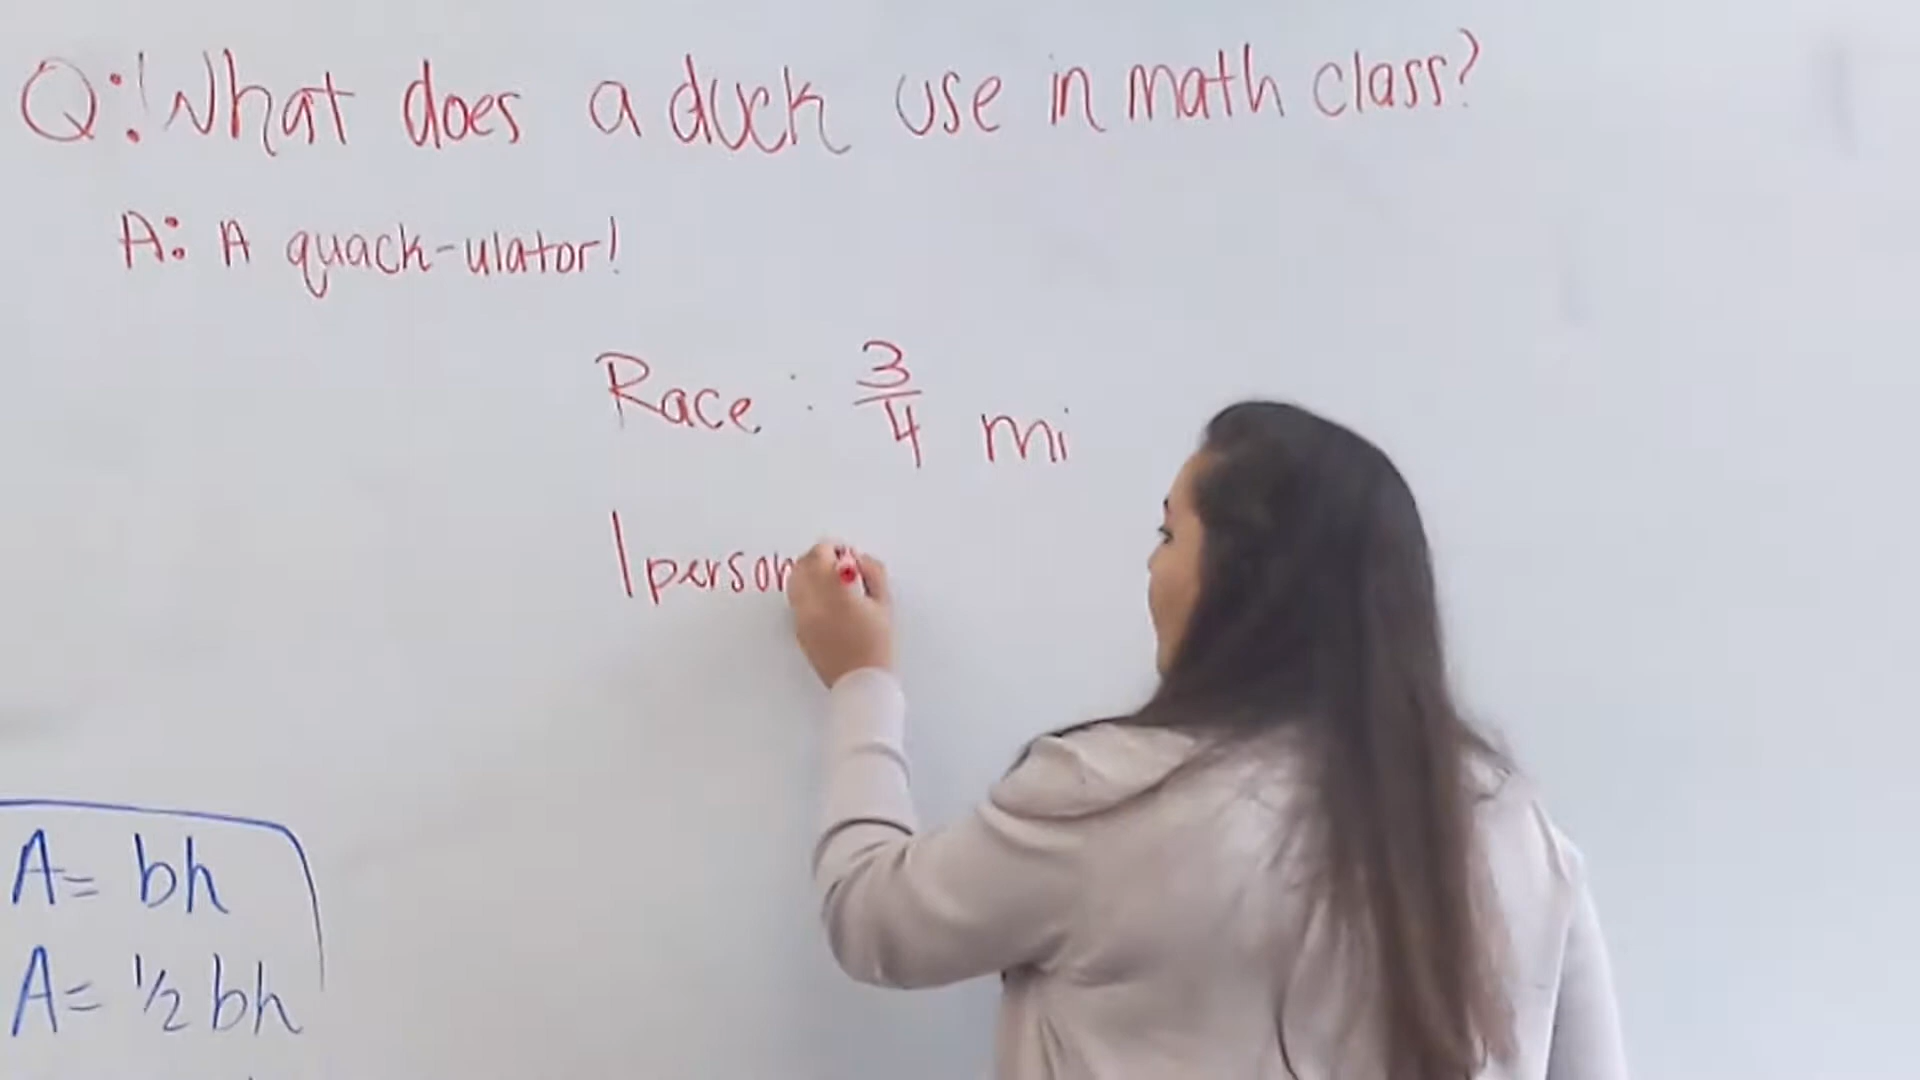 Q: What does a duck use in math class?
A: A quack-ulator!
Race: 3/4 mi
1 person
A= bh
A= 1/2 bh